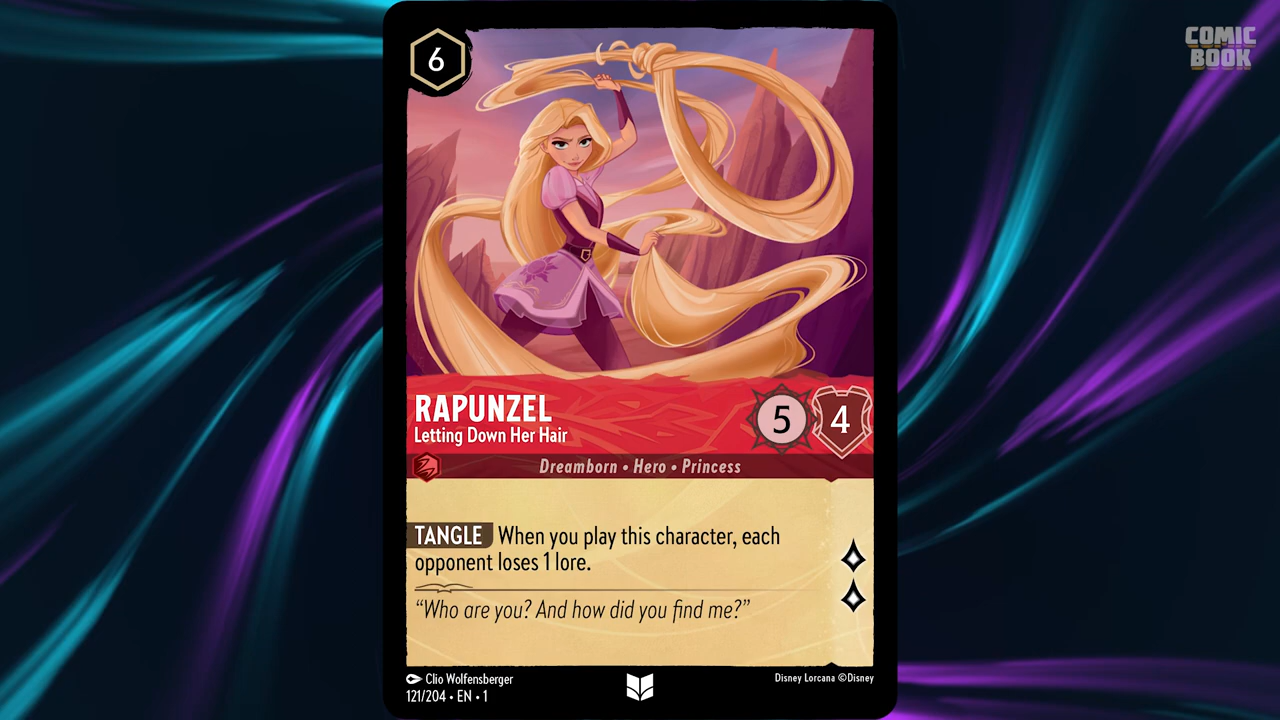 6
COMIC
BOOK
RAPUNZEL
Letting Down Her Hair
5
4
Dreamborn • Hero • Princess
TANGLE When you play this character, each
opponent loses 1 lore.
“Who are you? And how did you find me?”
Clio Wolfensberger
121/204 • EN • 1
Disney Lorcana ©Disney